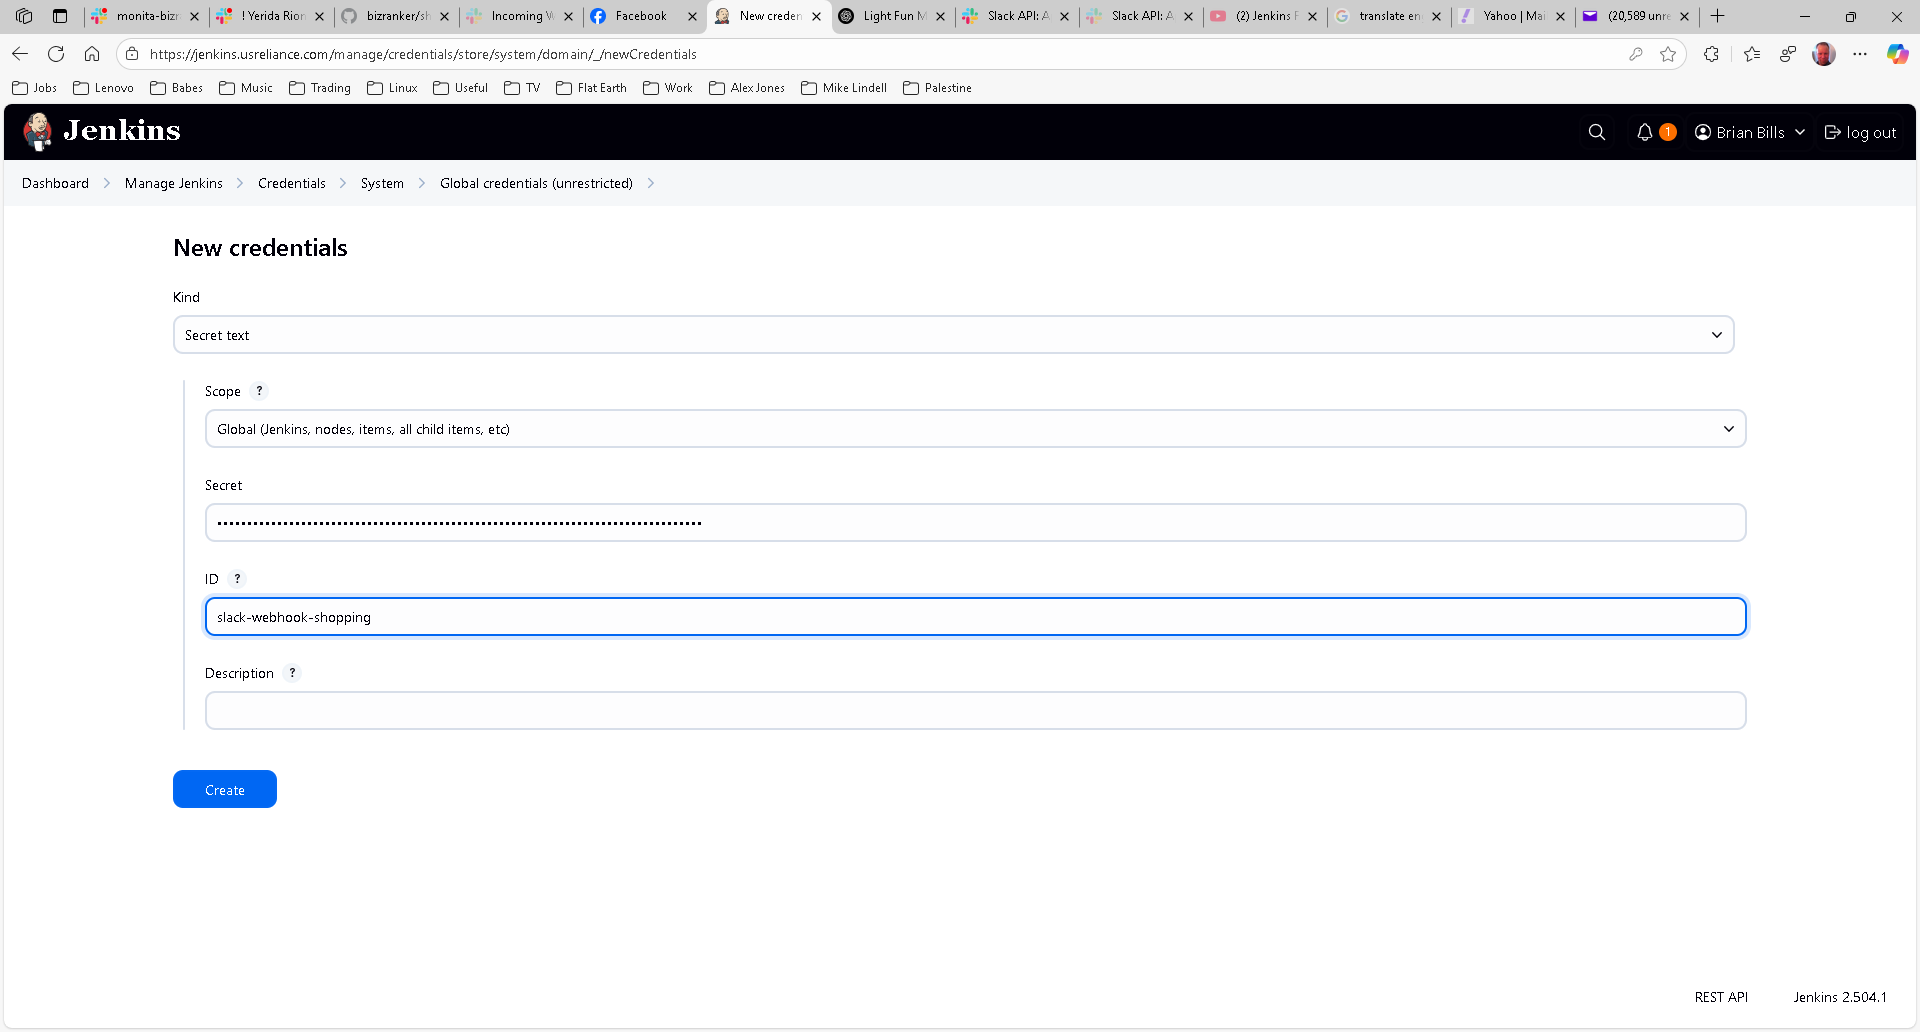 monita-bizr
! Yerida Rion
bizranker/sh
Incoming W
Facebook
New creden
Light Fun M
Slack API: A
Slack API: A
(2) Jenkins F
translate en
Yahoo | Mai
(20,589 unre
https://jenkins.usreliance.com/manage/credentials/store/system/domain/_/newCredentials
Jobs
Lenovo
Babes
Music
Trading
Linux
Useful
TV
Flat Earth
Work
Alex Jones
Mike Lindell
Palestine
Jenkins
1
Brian Bills
log out
Dashboard
Manage Jenkins
Credentials
System
Global credentials (unrestricted)
New credentials
Kind
Secret text
Scope ?
Global (Jenkins, nodes, items, all child items, etc)
Secret
ID ?
slack-webhook-shopping
Description ?
Create
REST API
Jenkins 2.504.1